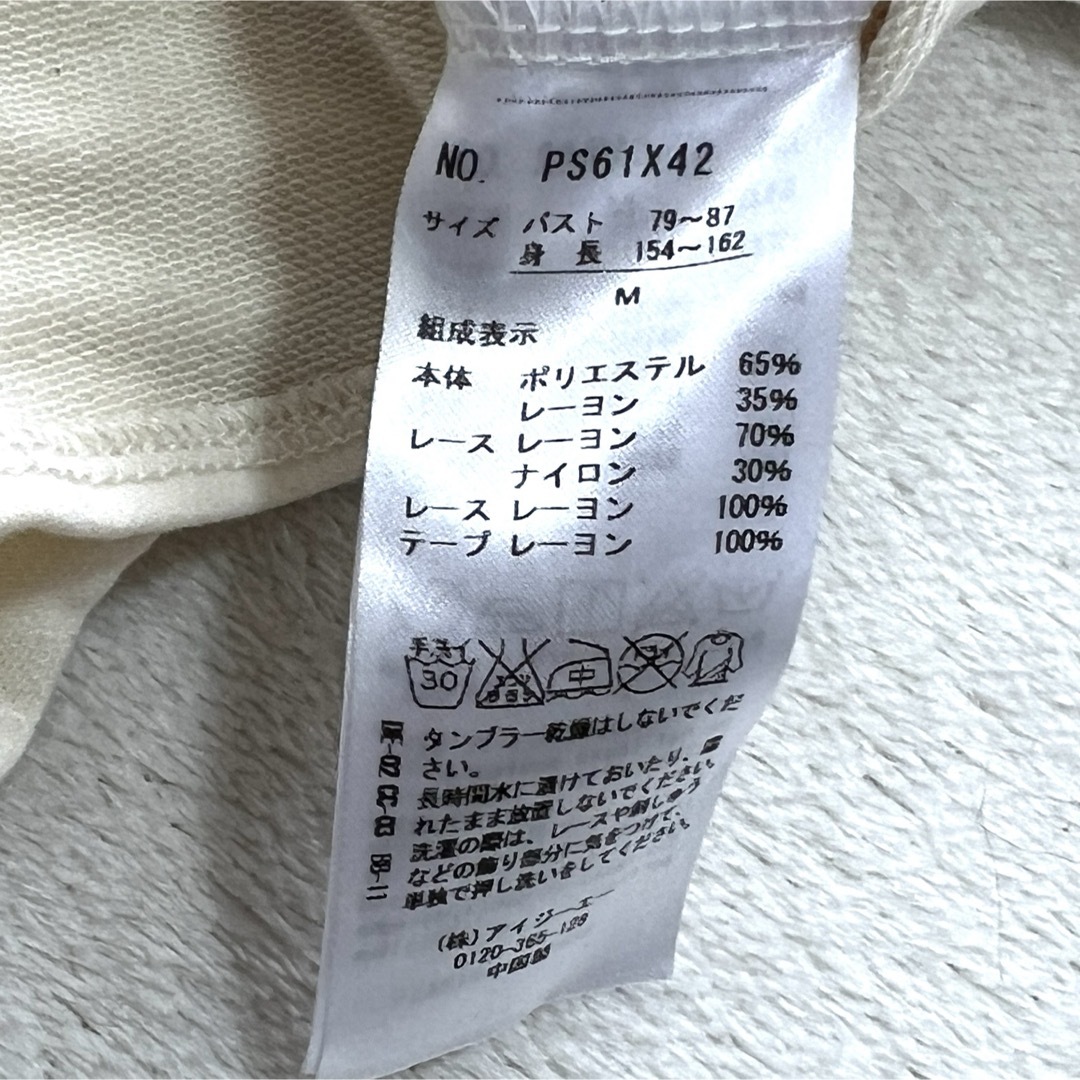 NO. PS61X42
サイズ バスト 79～87
身長 154～162
M
組成表示
本体 ポリエステル 65%
レーヨン 35%
レース レーヨン 70%
ナイロン 30%
レース レーヨン 100%
テープ レーヨン 100%
手洗イ
30
中
タンブラー乾燥はしないでくだ
さい。
長時間水に漬けておいたり、濡
れたまま放置しないでください。
洗濯の際は、レースや刺しゅう
などの飾り部分に気をつけて、
単独で押し洗いをしてください。
(株)アイジーエー
0120-365-128
中国製